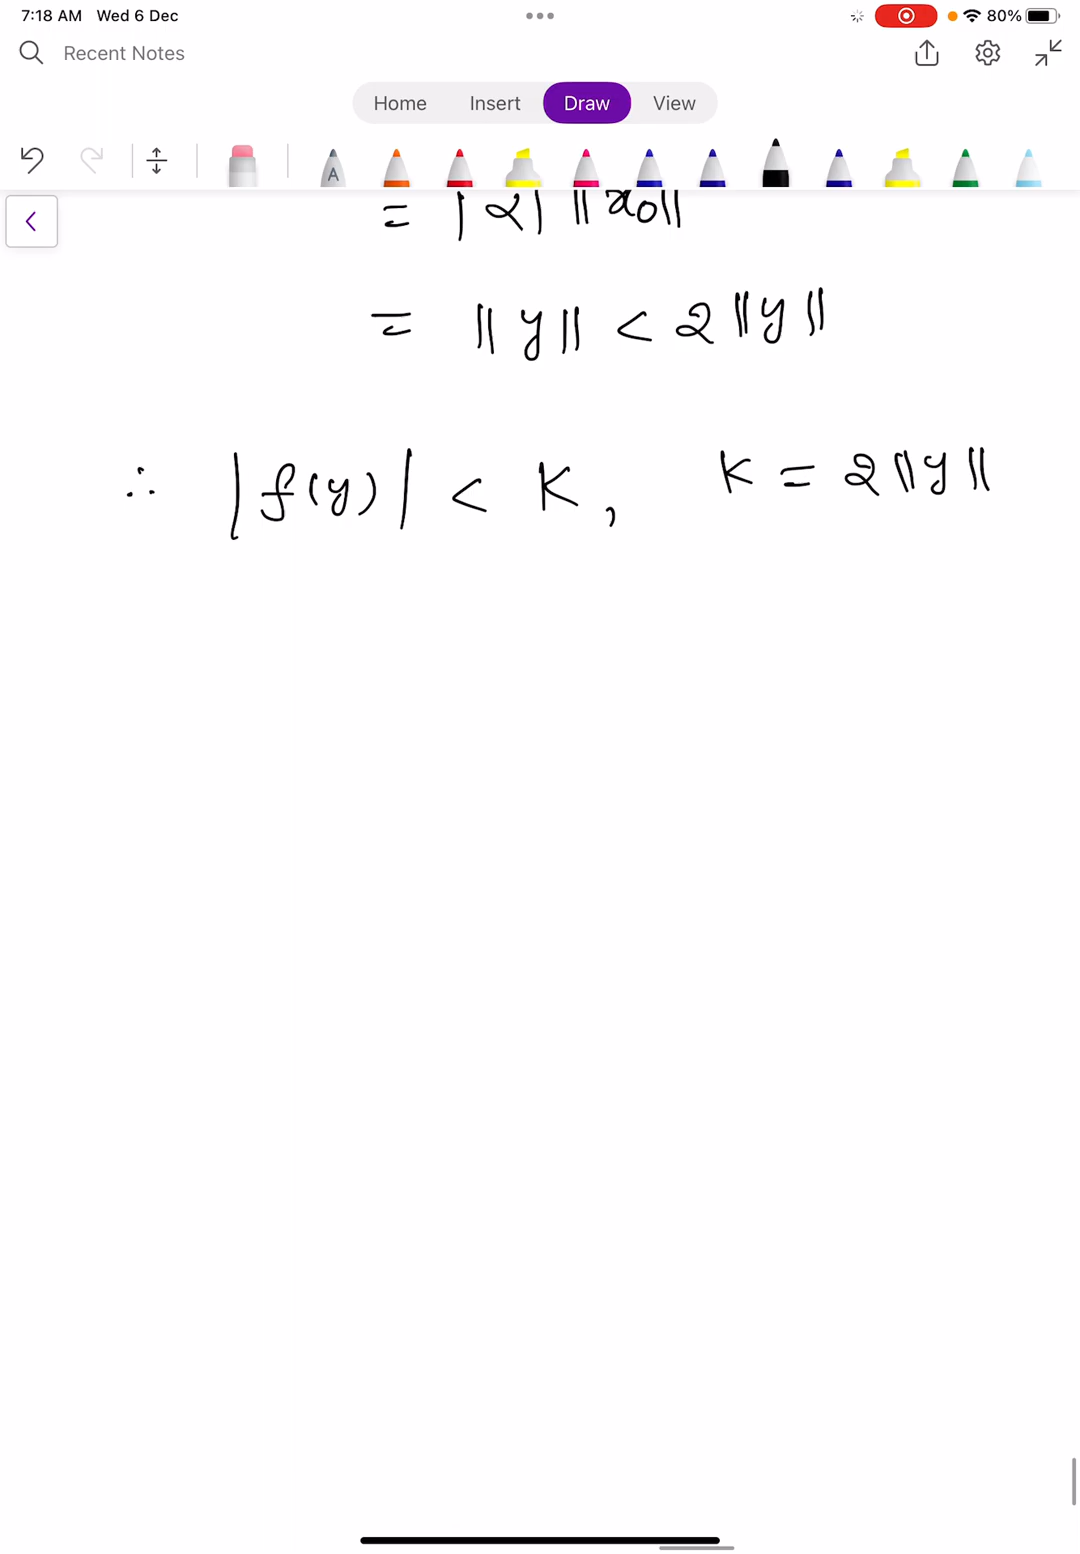 7:18 AM Wed 6 Dec 80%
Recent Notes
Home Insert Draw View
A
= |α| ||x₀||
= ||y|| < 2 ||y||
∴ |f(y)| < K, K = 2||y||